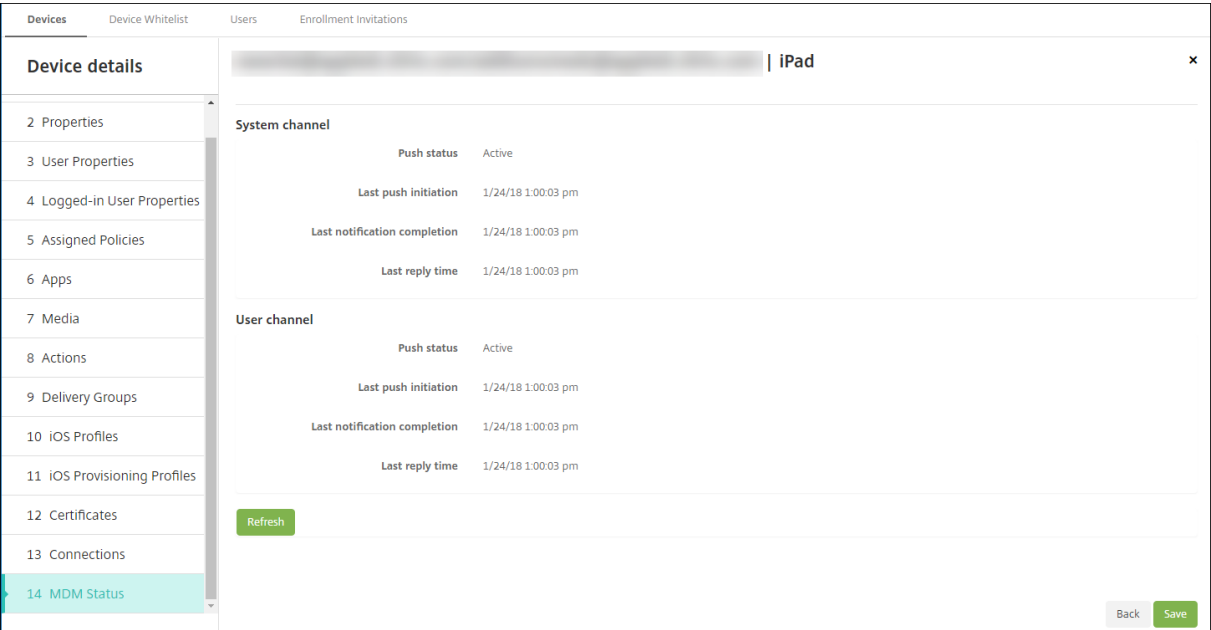 Devices Device Whitelist Users Enrollment Invitations
Device details
| iPad
×
2 Properties
3 User Properties
4 Logged-in User Properties
5 Assigned Policies
6 Apps
7 Media
8 Actions
9 Delivery Groups
10 iOS Profiles
11 iOS Provisioning Profiles
12 Certificates
13 Connections
14 MDM Status
System channel
Push status Active
Last push initiation 1/24/18 1:00:03 pm
Last notification completion 1/24/18 1:00:03 pm
Last reply time 1/24/18 1:00:03 pm
User channel
Push status Active
Last push initiation 1/24/18 1:00:03 pm
Last notification completion 1/24/18 1:00:03 pm
Last reply time 1/24/18 1:00:03 pm
Refresh
Back Save